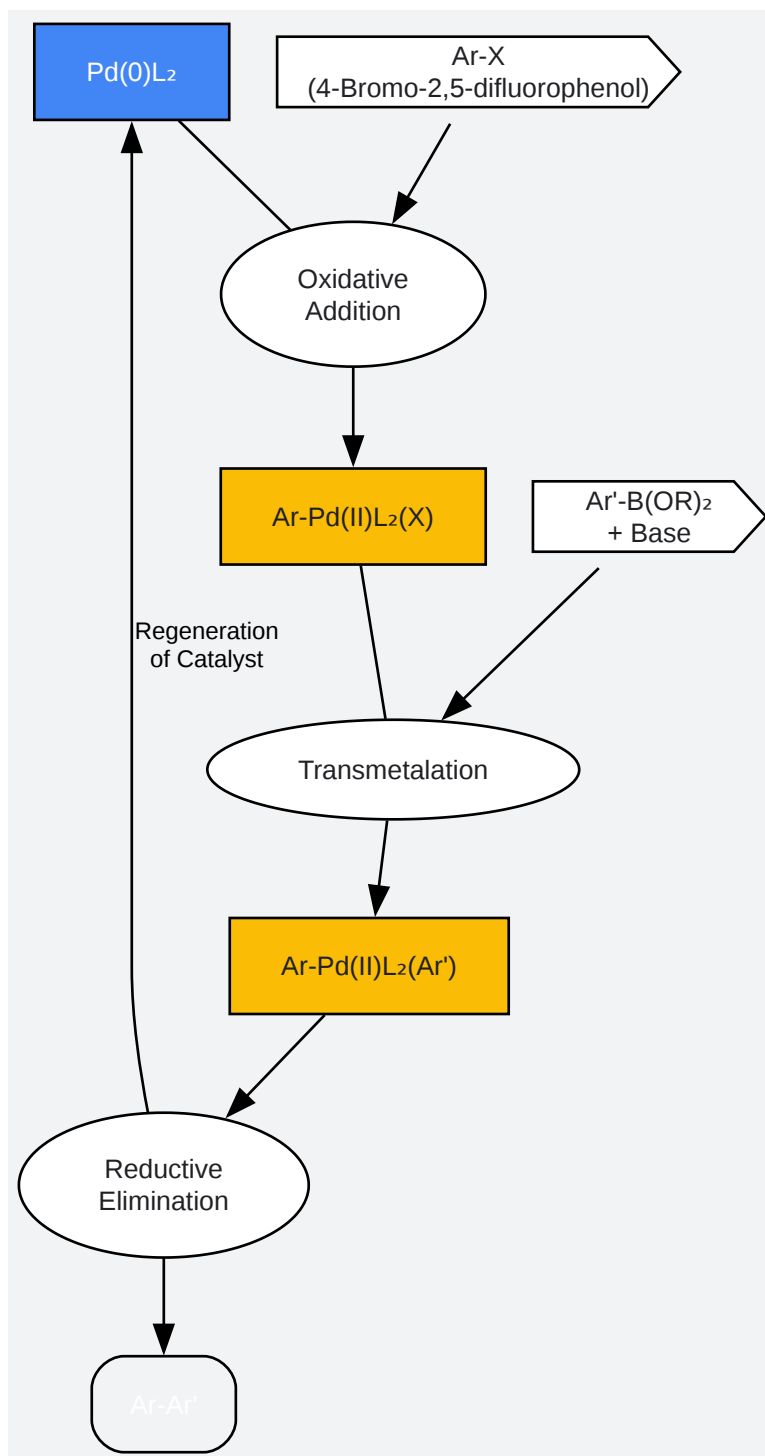 Pd(0)L₂
Ar-X
(4-Bromo-2,5-difluorophenol)
Oxidative
Addition
Ar-Pd(II)L₂(X)
Ar'-B(OR)₂
+ Base
Regeneration
of Catalyst
Transmetalation
Ar-Pd(II)L₂(Ar')
Reductive
Elimination
Ar-Ar'